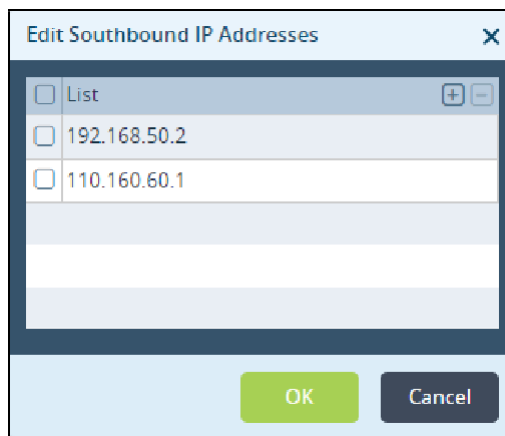 Edit Southbound IP Addresses
List
192.168.50.2
110.160.60.1
OK Cancel